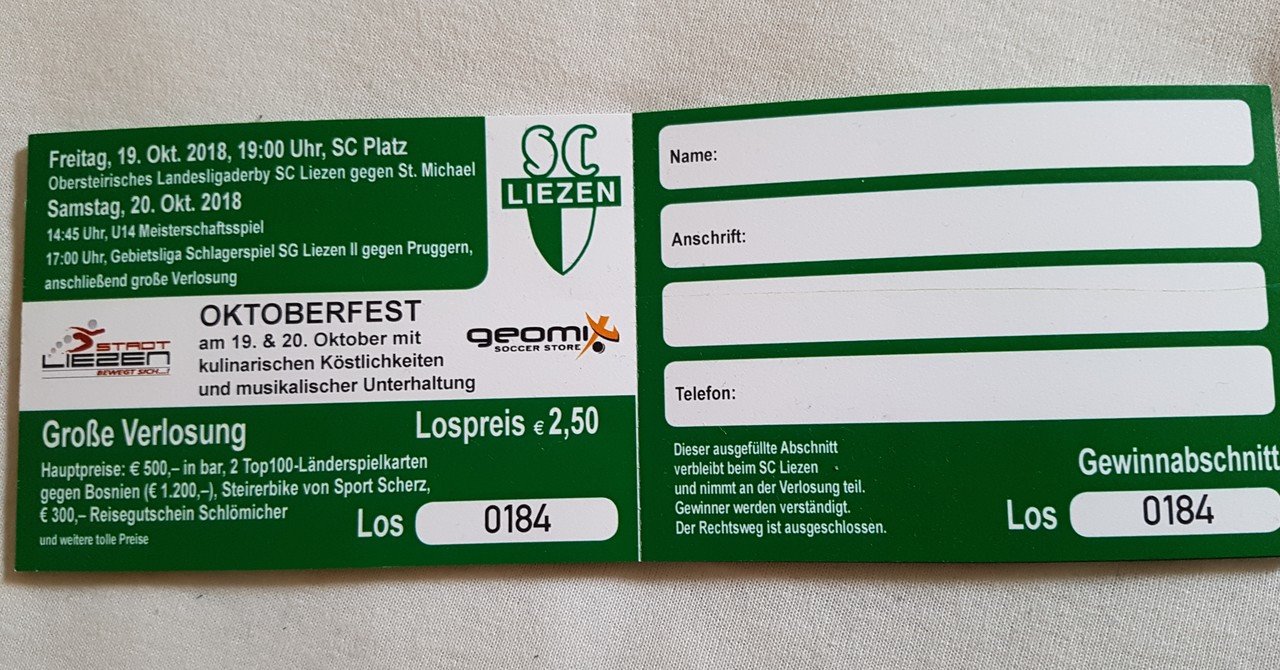 Freitag, 19. Okt. 2018, 19:00 Uhr, SC Platz
Obersteirisches Landesligaderby SC Liezen gegen St. Michael
Samstag, 20. Okt. 2018
14:45 Uhr, U14 Meisterschaftsspiel
17:00 Uhr, Gebietsliga Schlagerspiel SG Liezen II gegen Pruggern,
anschließend große Verlosung
SC
LIEZEN
STADT
LIEZEN
BEWEGT SICH...!
OKTOBERFEST
am 19. & 20. Oktober mit
kulinarischen Köstlichkeiten
und musikalischer Unterhaltung
geomix
SOCCER STORE
Große Verlosung
Lospreis € 2,50
Hauptpreise: € 500,– in bar, 2 Top100-Länderspielkarten
gegen Bosnien (€ 1.200,–), Steirerbike von Sport Scherz,
€ 300,– Reisegutschein Schlömicher
und weitere tolle Preise
Los 0184
Name:
Anschrift:
Telefon:
Dieser ausgefüllte Abschnitt
verbleibt beim SC Liezen
und nimmt an der Verlosung teil.
Gewinner werden verständigt.
Der Rechtsweg ist ausgeschlossen.
Gewinnabschnitt
Los 0184